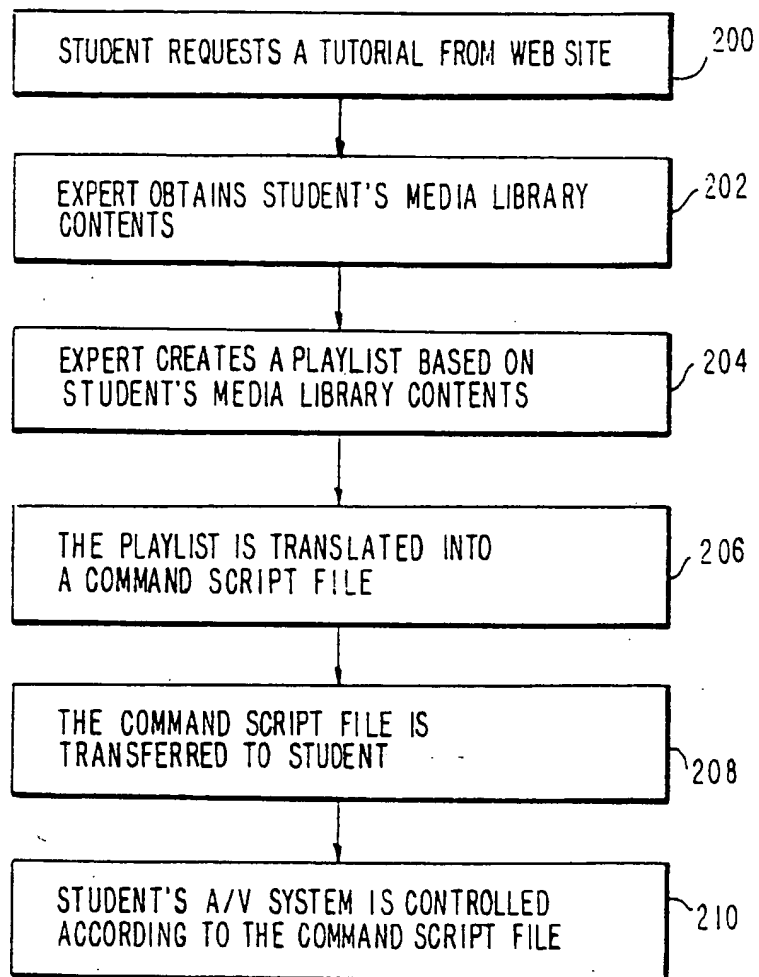 STUDENT REQUESTS A TUTORIAL FROM WEB SITE
200
EXPERT OBTAINS STUDENT'S MEDIA LIBRARY
CONTENTS
202
EXPERT CREATES A PLAYLIST BASED ON
STUDENT'S MEDIA LIBRARY CONTENTS
204
THE PLAYLIST IS TRANSLATED INTO
A COMMAND SCRIPT FILE
206
THE COMMAND SCRIPT FILE IS
TRANSFERRED TO STUDENT
208
STUDENT'S A/V SYSTEM IS CONTROLLED
ACCORDING TO THE COMMAND SCRIPT FILE
210